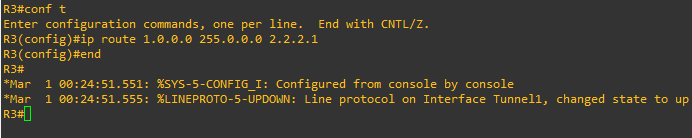 R3#conf t
Enter configuration commands, one per line.  End with CNTL/Z.
R3(config)#ip route 1.0.0.0 255.0.0.0 2.2.2.1
R3(config)#end
R3#
*Mar  1 00:24:51.551: %SYS-5-CONFIG_I: Configured from console by console
*Mar  1 00:24:51.555: %LINEPROTO-5-UPDOWN: Line protocol on Interface Tunnel1, changed state to up
R3#